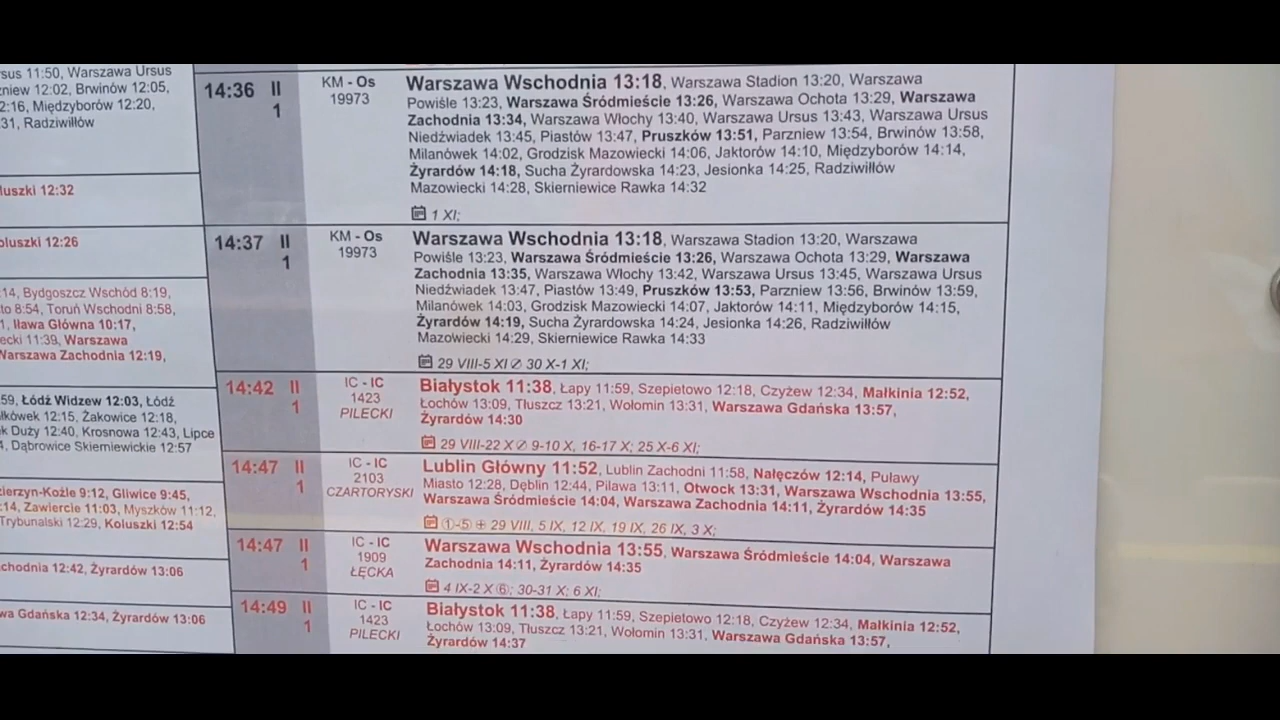 sus 11:50, Warszawa Ursus
zniew 12:02, Brwinów 12:05,
2:16, Międzyborów 12:20,
:31, Radziwiłłów
luszki 12:32
oluszki 12:26
:14, Bydgoszcz Wschód 8:19,
to 8:54, Toruń Wschodni 8:58,
1, Iława Główna 10:17,
ecki 11:39, Warszawa
Warszawa Zachodnia 12:19,
:59, Łódź Widzew 12:03, Łódź
łkówek 12:15, Żakowice 12:18,
k Duży 12:40, Krosnowa 12:43, Lipce
4, Dąbrowice Skierniewickie 12:57
zierzyn-Koźle 9:12, Gliwice 9:45,
:14, Zawiercie 11:03, Myszków 11:12,
Trybunalski 12:29, Koluszki 12:54
chodnia 12:42, Żyrardów 13:06
wa Gdańska 12:34, Żyrardów 13:06
14:36 II
1
KM - Os
19973
Warszawa Wschodnia 13:18, Warszawa Stadion 13:20, Warszawa
Powiśle 13:23, Warszawa Śródmieście 13:26, Warszawa Ochota 13:29, Warszawa
Zachodnia 13:34, Warszawa Włochy 13:40, Warszawa Ursus 13:43, Warszawa Ursus
Niedźwiadek 13:45, Piastów 13:47, Pruszków 13:51, Parzniew 13:54, Brwinów 13:58,
Milanówek 14:02, Grodzisk Mazowiecki 14:06, Jaktorów 14:10, Międzyborów 14:14,
Żyrardów 14:18, Sucha Żyrardowska 14:23, Jesionka 14:25, Radziwiłłów
Mazowiecki 14:28, Skierniewice Rawka 14:32
1 XI;
14:37 II
1
KM - Os
19973
Warszawa Wschodnia 13:18, Warszawa Stadion 13:20, Warszawa
Powiśle 13:23, Warszawa Śródmieście 13:26, Warszawa Ochota 13:29, Warszawa
Zachodnia 13:35, Warszawa Włochy 13:42, Warszawa Ursus 13:45, Warszawa Ursus
Niedźwiadek 13:47, Piastów 13:49, Pruszków 13:53, Parzniew 13:56, Brwinów 13:59,
Milanówek 14:03, Grodzisk Mazowiecki 14:07, Jaktorów 14:11, Międzyborów 14:15,
Żyrardów 14:19, Sucha Żyrardowska 14:24, Jesionka 14:26, Radziwiłłów
Mazowiecki 14:29, Skierniewice Rawka 14:33
29 VIII-5 XI ⊘ 30 X-1 XI;
14:42 II
1
IC - IC
1423
PILECKI
Białystok 11:38, Łapy 11:59, Szepietowo 12:18, Czyżew 12:34, Małkinia 12:52,
Łochów 13:09, Tłuszcz 13:21, Wołomin 13:31, Warszawa Gdańska 13:57,
Żyrardów 14:30
29 VIII-22 X ⊘ 9-10 X, 16-17 X; 25 X-6 XI;
14:47 II
1
IC - IC
2103
CZARTORYSKI
Lublin Główny 11:52, Lublin Zachodni 11:58, Nałęczów 12:14, Puławy
Miasto 12:28, Dęblin 12:44, Pilawa 13:11, Otwock 13:31, Warszawa Wschodnia 13:55,
Warszawa Śródmieście 14:04, Warszawa Zachodnia 14:11, Żyrardów 14:35
①-⑤ ⊕ 29 VIII, 5 IX, 12 IX, 19 IX, 26 IX, 3 X;
14:47 II
1
IC - IC
1909
ŁĘCKA
Warszawa Wschodnia 13:55, Warszawa Śródmieście 14:04, Warszawa
Zachodnia 14:11, Żyrardów 14:35
4 IX-2 X ⑥; 30-31 X; 6 XI;
14:49 II
1
IC - IC
1423
PILECKI
Białystok 11:38, Łapy 11:59, Szepietowo 12:18, Czyżew 12:34, Małkinia 12:52,
Łochów 13:09, Tłuszcz 13:21, Wołomin 13:31, Warszawa Gdańska 13:57,
Żyrardów 14:37